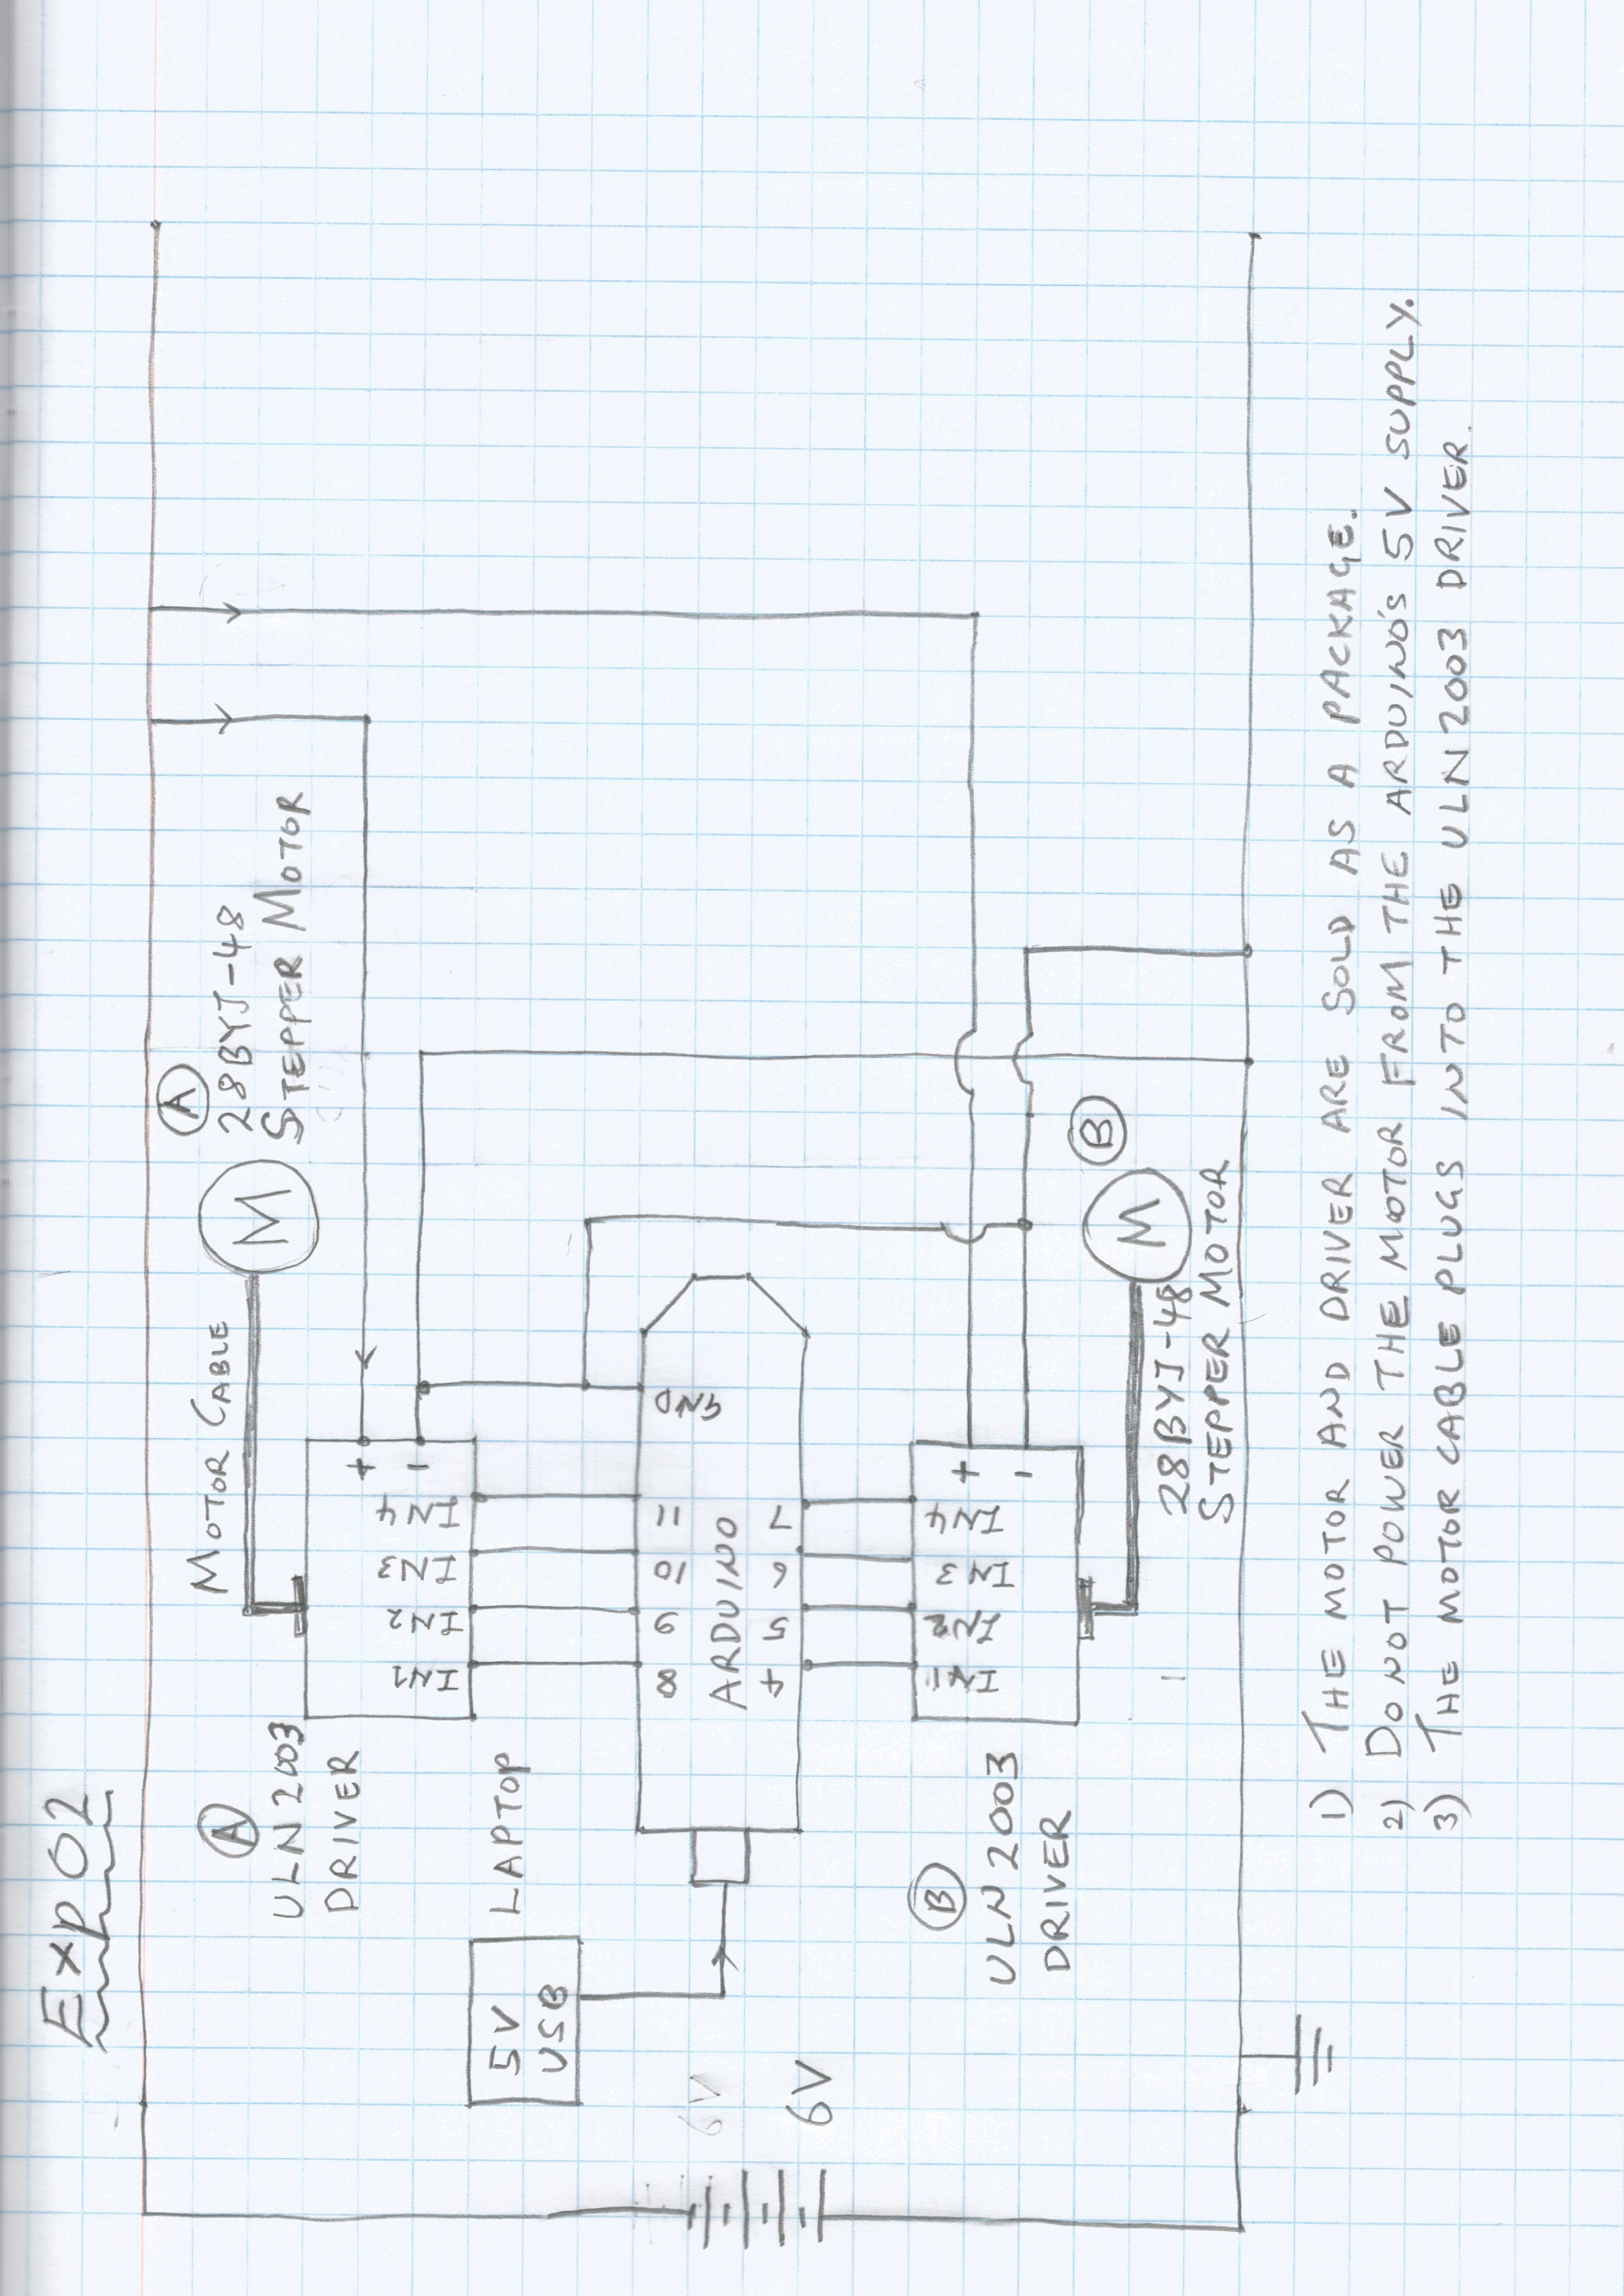 Exp 02
A
MOTOR CABLE
A
28BYJ-48
STEPPER MOTOR
M
ULN 2003
DRIVER
+
-
IN1 IN2 IN3 IN4
5V
USB
LAPTOP
8 9 10 11 GND
ARDUINO
4 5 6 7
6V
6V
B
IN1 IN2 IN3 IN4
+
-
ULN 2003
DRIVER
M
B
28BYJ-48
STEPPER MOTOR
1) THE MOTOR AND DRIVER ARE SOLD AS A PACKAGE.
2) DO NOT POWER THE MOTOR FROM THE ARDUINO'S 5V SUPPLY.
3) THE MOTOR CABLE PLUGS INTO THE ULN 2003 DRIVER.